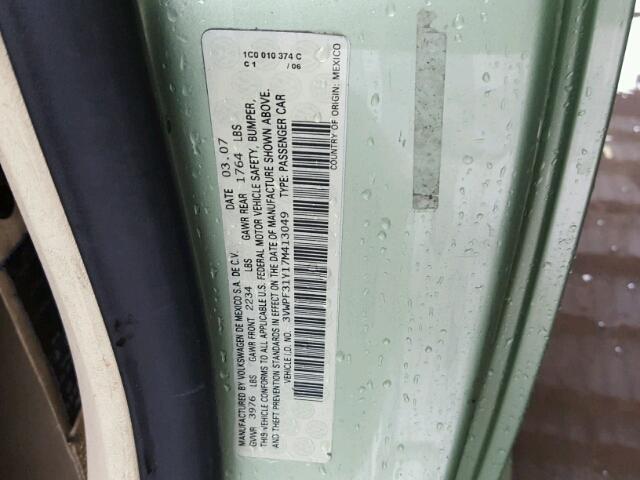 MANUFACTURED BY VOLKSWAGEN DE MEXICO S.A. DE C.V. DATE 03.07
GVWR 3976 LBS GAWR FRONT 2234 LBS GAWR REAR 1764 LBS
THIS VEHICLE CONFORMS TO ALL APPLICABLE U.S. FEDERAL MOTOR VEHICLE SAFETY, BUMPER,
AND THEFT PREVENTION STANDARDS IN EFFECT ON THE DATE OF MANUFACTURE SHOWN ABOVE.
VEHICLE I.D. NO.: 3VWPF31Y17M413049 TYPE: PASSENGER CAR
COUNTRY OF ORIGIN: MEXICO
1C0 010 374 C
C 1 / 06